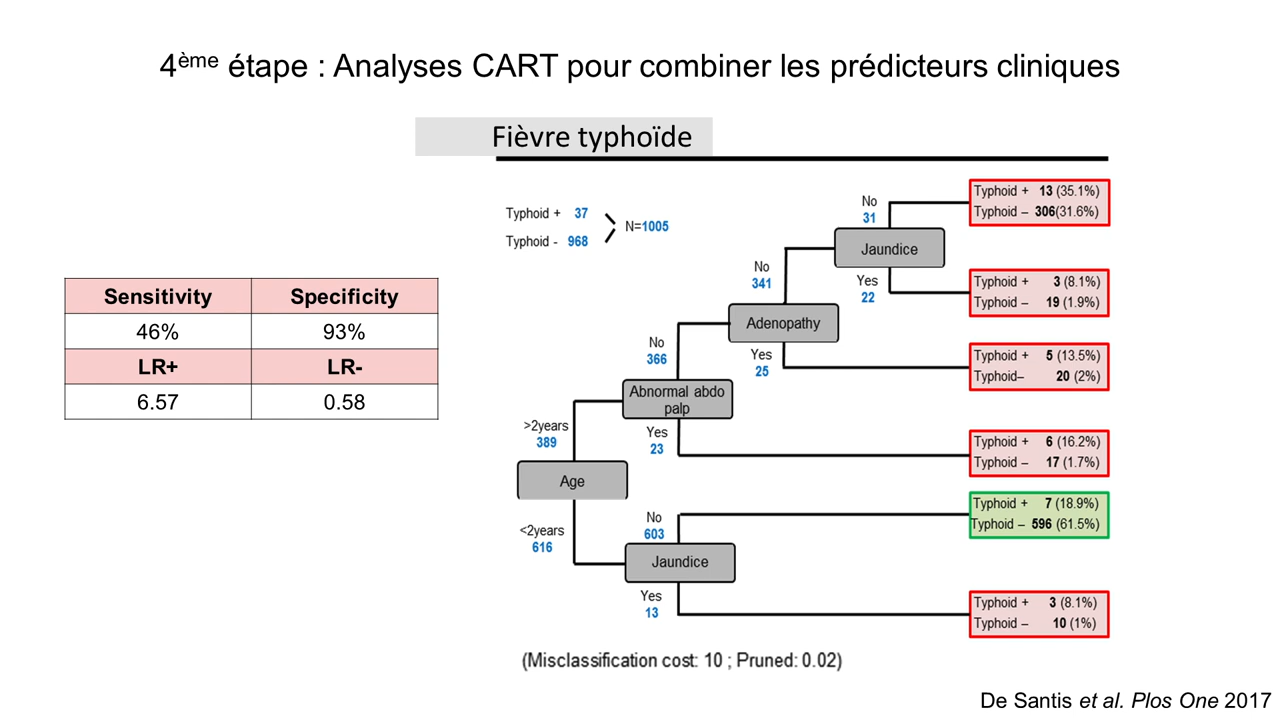 4ème étape : Analyses CART pour combiner les prédicteurs cliniques
Fièvre typhoïde
Typhoid + 37
Typhoid - 968
N=1005
Sensitivity Specificity
46% 93%
LR+ LR-
6.57 0.58
No
31
Jaundice
Yes
22
Typhoid + 13 (35.1%)
Typhoid – 306(31.6%)
Typhoid + 3 (8.1%)
Typhoid – 19 (1.9%)
No
341
Adenopathy
Yes
25
Typhoid + 5 (13.5%)
Typhoid– 20 (2%)
No
366
Abnormal abdo
palp
Yes
23
Typhoid + 6 (16.2%)
Typhoid – 17 (1.7%)
>2years
389
Age
<2years
616
No
603
Jaundice
Yes
13
Typhoid + 7 (18.9%)
Typhoid – 596 (61.5%)
Typhoid + 3 (8.1%)
Typhoid – 10 (1%)
(Misclassification cost: 10 ; Pruned: 0.02)
De Santis et al. Plos One 2017